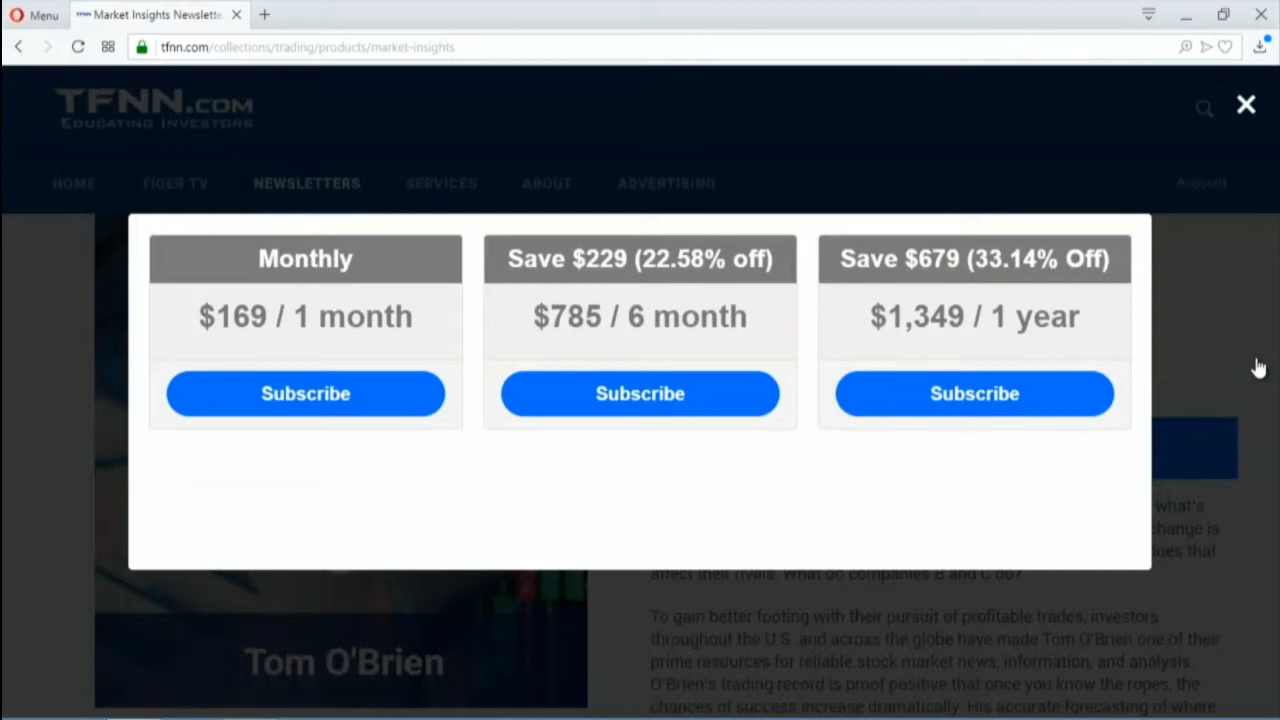 Menu
Market Insights Newslette
tfnn.com/collections/trading/products/market-insights
TFNN.COM
EDUCATING INVESTORS
HOME TIGER TV NEWSLETTERS SERVICES ABOUT ADVERTISING Account
Monthly
$169 / 1 month
Subscribe
Save $229 (22.58% off)
$785 / 6 month
Subscribe
Save $679 (33.14% Off)
$1,349 / 1 year
Subscribe
what's
change is
does that
affect their rivals. What do companies B and C do?
To gain better footing with their pursuit of profitable trades, investors
throughout the U.S. and across the globe have made Tom O'Brien one of their
prime resources for reliable stock market news, information, and analysis.
O'Brien's trading record is proof positive that once you know the ropes, the
chances of success increase dramatically. His accurate forecasting of where
Tom O'Brien